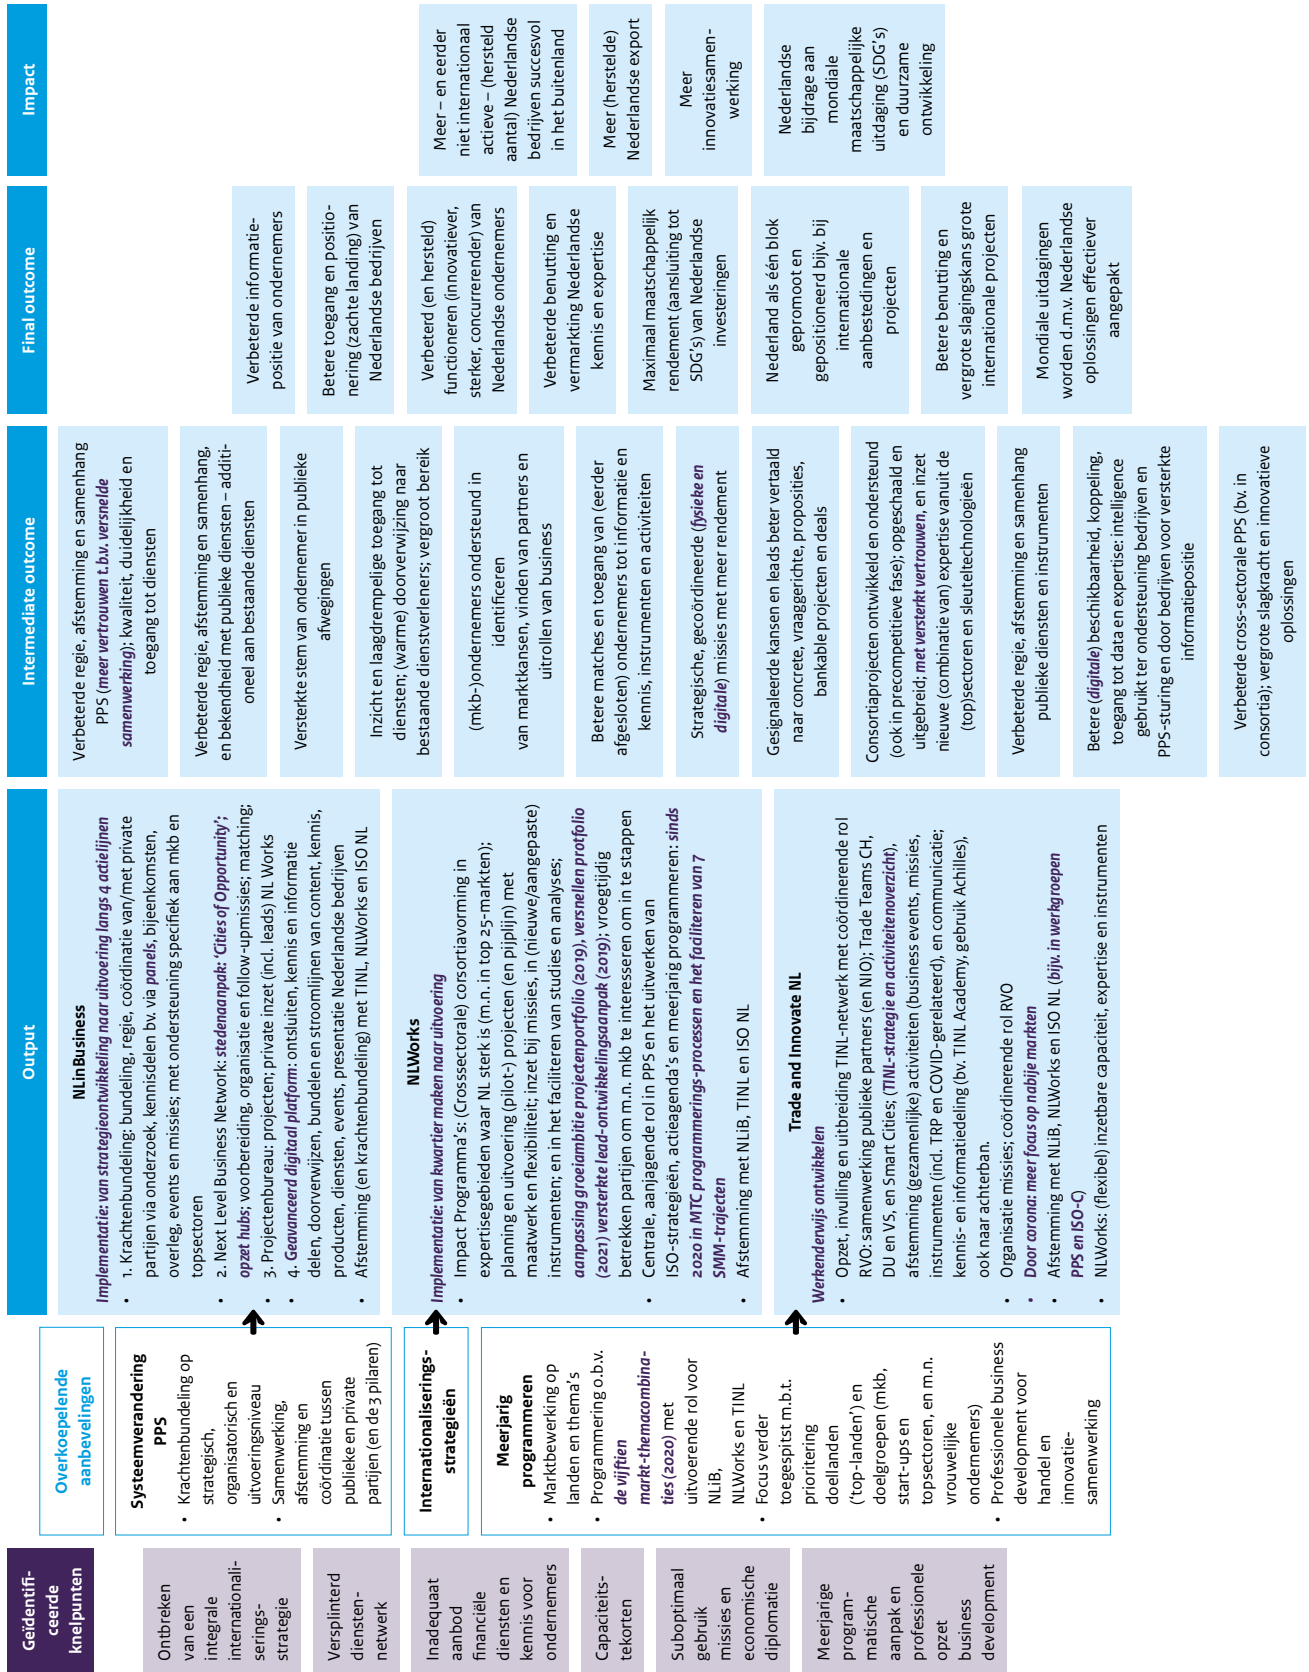 Geïdentifi-
ceerde
knelpunten
Ontbreken
van een
integrale
internationali-
serings-
strategie
Versplinterd
diensten-
netwerk
Inadequaat
aanbod
financiële
diensten en
kennis voor
ondernemers
Capaciteits-
tekorten
Suboptimaal
gebruik
missies en
economische
diplomatie
Meerjarige
program-
matische
aanpak en
professionele
opzet
business
development
Overkoepelende
aanbevelingen
Systeemverandering
PPS
• Krachtenbundeling op
strategisch,
organisatorisch en
uitvoeringsniveau
• Samenwerking,
afstemming en
coördinatie tussen
publieke en private
partijen (en de 3 pilaren)
Internationaliserings-
strategieën
Meerjarig
programmeren
• Marktbewerking op
landen en thema's
• Programmering o.b.v.
de vijftien
markt-themacombina-
ties (2020) met
uitvoerende rol voor
NLiB,
NLWorks en TINL
• Focus verder
toegespitst m.b.t.
prioritering
doellanden
('top-landen') en
doelgroepen (mkb,
start-ups en
topsectoren, en m.n.
vrouwelijke
ondernemers)
• Professionele business
development voor
handel en
innovatie-
samenwerking
Output
NLinBusiness
Implementatie: van strategieontwikkeling naar uitvoering langs 4 actielijnen
• 1. Krachtenbundeling: bundeling, regie, coördinatie van/met private
partijen via onderzoek, kennisdelen bv. via panels, bijeenkomsten,
overleg, events en missies; met ondersteuning specifiek aan mkb en
topsectoren
• 2. Next Level Business Network: stedenaanpak: 'Cities of Opportunity';
opzet hubs; voorbereiding, organisatie en follow-upmissies; matching;
• 3. Projectenbureau: projecten; private inzet (incl. leads) NL Works
• 4. Geavanceerd digitaal platform: ontsluiten, kennis en informatie
delen, doorverwijzen, bundelen en stroomlijnen van content, kennis,
producten, diensten, events, presentatie Nederlandse bedrijven
• Afstemming (en krachtenbundeling) met TINL, NLWorks en ISO NL
NLWorks
Implementatie: van kwartier maken naar uitvoering
• Impact Programma's: (Crosssectorale) consortiavorming in
expertisegebieden waar NL sterk is (m.n. in top 25-markten);
planning en uitvoering (pilot-) projecten (en pijplijn) met
maatwerk en flexibiliteit; inzet bij missies, in (nieuwe/aangepaste)
instrumenten; en in het faciliteren van studies en analyses;
aanpassing groeiambitie projectenportfolio (2019), versnellen protfolio
(2021) versterkte lead-ontwikkelingsaanpak (2019); vroegtijdig
betrekken partijen om m.n. mkb te interesseren om in te stappen
• Centrale, aanjagende rol in PPS en het uitwerken van
ISO-strategieën, actieagenda's en meerjarig programmeren: sinds
2020 in MTC programmerings-processen en het faciliteren van 7
SMM-trajecten
• Afstemming met NLiB, TINL en ISO NL
Trade and Innovate NL
Werkenderwijs ontwikkelen
• Opzet, invulling en uitbreiding TINL-netwerk met coördinerende rol
RVO: samenwerking publieke partners (en NIO); Trade Teams CH,
DU en VS, en Smart Cities; (TINL-strategie en activiteitenoverzicht),
afstemming (gezamenlijke) activiteiten (business events, missies,
instrumenten (incl. TRP en COVID-gerelateerd), en communicatie;
kennis- en informatiedeling (bv. TINL Academy, gebruik Achilles),
ook naar achterban.
• Organisatie missies; coördinerende rol RVO
• Door corona: meer focus op nabije markten
• Afstemming met NLiB, NLWorks en ISO NL (bijv. in werkgroepen
PPS en ISO-C)
• NLWorks: (flexibel) inzetbare capaciteit, expertise en instrumenten
Intermediate outcome
Verbeterde regie, afstemming en samenhang
PPS (meer vertrouwen t.b.v. versnelde
samenwerking); kwaliteit, duidelijkheid en
toegang tot diensten
Verbeterde regie, afstemming en samenhang,
en bekendheid met publieke diensten – additi-
oneel aan bestaande diensten
Versterkte stem van ondernemer in publieke
afwegingen
Inzicht en laagdrempelige toegang tot
diensten; (warme) doorverwijzing naar
bestaande dienstverleners; vergroot bereik
(mkb-)ondernemers ondersteund in
identificeren
van marktkansen, vinden van partners en
uitrollen van business
Betere matches en toegang van (eerder
afgesloten) ondernemers tot informatie en
kennis, instrumenten en activiteiten
Strategische, gecoördineerde (fysieke en
digitale) missies met meer rendement
Gesignaleerde kansen en leads beter vertaald
naar concrete, vraaggerichte, proposities,
bankable projecten en deals
Consortiaprojecten ontwikkeld en ondersteund
(ook in precompetitieve fase); opgeschaald en
uitgebreid; met versterkt vertrouwen, en inzet
nieuwe (combinatie van) expertise vanuit de
(top)sectoren en sleuteltechnologieën
Verbeterde regie, afstemming en samenhang
publieke diensten en instrumenten
Betere (digitale) beschikbaarheid, koppeling,
toegang tot data en expertise: intelligence
gebruikt ter ondersteuning bedrijven en
PPS-sturing en door bedrijven voor versterkte
informatiepositie
Verbeterde cross-sectorale PPS (bv. in
consortia); vergrote slagkracht en innovatieve
oplossingen
Final outcome
Verbeterde informatie-
positie van ondernemers
Betere toegang en positio-
nering (zachte landing) van
Nederlandse bedrijven
Verbeterd (en hersteld)
functioneren (innovatiever,
sterker, concurrerender) van
Nederlandse ondernemers
Verbeterde benutting en
vermarkting Nederlandse
kennis en expertise
Maximaal maatschappelijk
rendement (aansluiting tot
SDG's) van Nederlandse
investeringen
Nederland als één blok
gepromoot en
gepositioneerd bijv. bij
internationale
aanbestedingen en
projecten
Betere benutting en
vergrote slagingskans grote
internationale projecten
Mondiale uitdagingen
worden d.m.v. Nederlandse
oplossingen effectiever
aangepakt
Impact
Meer – en eerder
niet internationaal
actieve – (hersteld
aantal) Nederlandse
bedrijven succesvol
in het buitenland
Meer (herstelde)
Nederlandse export
Meer
innovatiesamen-
werking
Nederlandse
bijdrage aan
mondiale
maatschappelijke
uitdaging (SDG's)
en duurzame
ontwikkeling